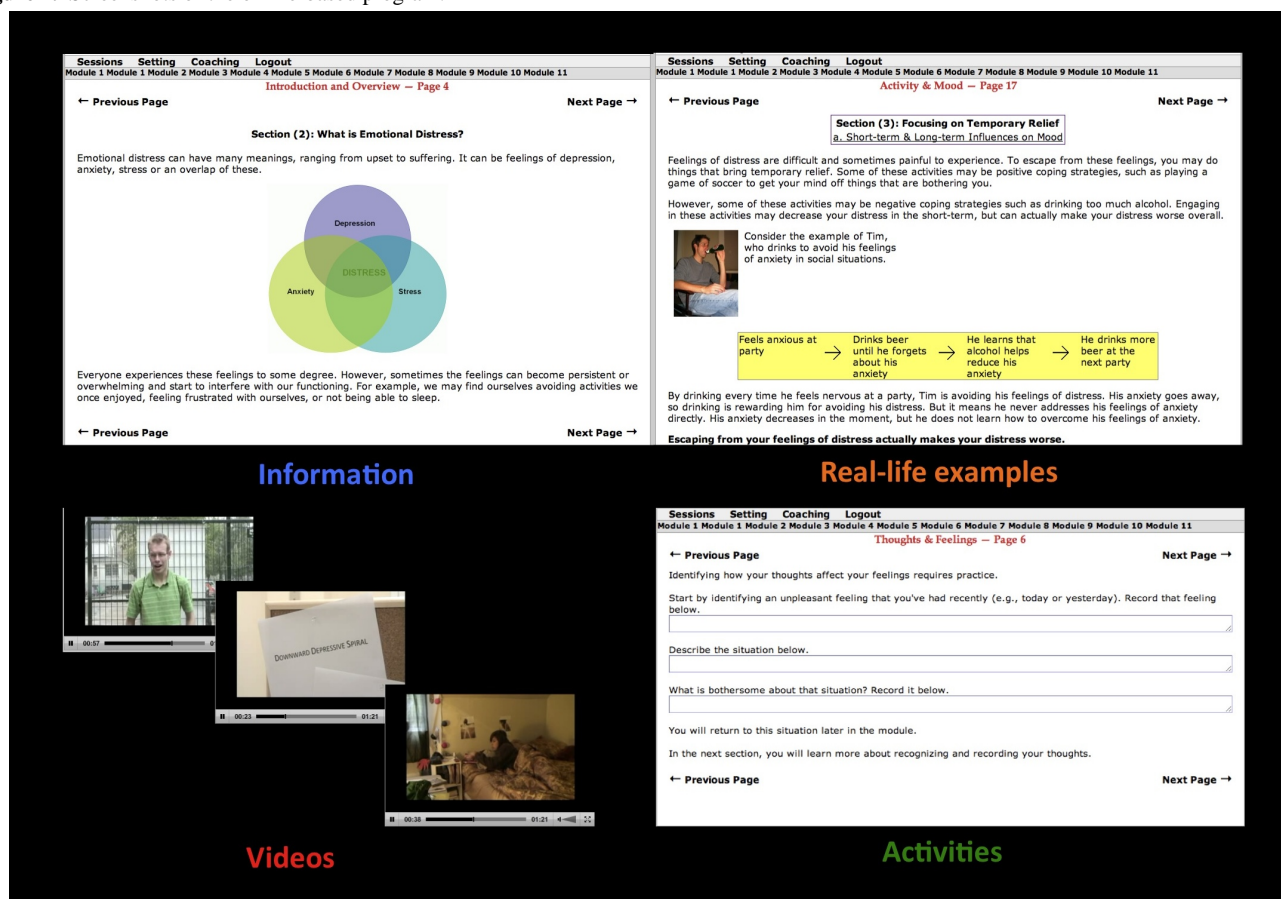 Sessions Setting Coaching Logout
Module 1 Module 1 Module 2 Module 3 Module 4 Module 5 Module 6 Module 7 Module 8 Module 9 Module 10 Module 11
Introduction and Overview — Page 4
← Previous Page Next Page →
Section (2): What is Emotional Distress?
Emotional distress can have many meanings, ranging from upset to suffering. It can be feelings of depression,
anxiety, stress or an overlap of these.
Depression
DISTRESS
Anxiety Stress
Everyone experiences these feelings to some degree. However, sometimes the feelings can become persistent or
overwhelming and start to interfere with our functioning. For example, we may find ourselves avoiding activities we
once enjoyed, feeling frustrated with ourselves, or not being able to sleep.
← Previous Page Next Page →
Information
Sessions Setting Coaching Logout
Module 1 Module 1 Module 2 Module 3 Module 4 Module 5 Module 6 Module 7 Module 8 Module 9 Module 10 Module 11
Activity & Mood — Page 17
← Previous Page Next Page →
Section (3): Focusing on Temporary Relief
a. Short-term & Long-term Influences on Mood
Feelings of distress are difficult and sometimes painful to experience. To escape from these feelings, you may do
things that bring temporary relief. Some of these activities may be positive coping strategies, such as playing a
game of soccer to get your mind off things that are bothering you.
However, some of these activities may be negative coping strategies such as drinking too much alcohol. Engaging
in these activities may decrease your distress in the short-term, but can actually make your distress worse overall.
Consider the example of Tim,
who drinks to avoid his feelings
of anxiety in social situations.
Feels anxious at
party
→
Drinks beer
until he forgets
about his
anxiety
→
He learns that
alcohol helps
reduce his
anxiety
→
He drinks more
beer at the
next party
By drinking every time he feels nervous at a party, Tim is avoiding his feelings of distress. His anxiety goes away,
so drinking is rewarding him for avoiding his distress. But it means he never addresses his feelings of anxiety
directly. His anxiety decreases in the moment, but he does not learn how to overcome his feelings of anxiety.
Escaping from your feelings of distress actually makes your distress worse.
Real-life examples
00:57
DOWNWARD DEPRESSIVE SPIRAL
00:23 01:21
00:38 01:21
Videos
Sessions Setting Coaching Logout
Module 1 Module 1 Module 2 Module 3 Module 4 Module 5 Module 6 Module 7 Module 8 Module 9 Module 10 Module 11
Thoughts & Feelings — Page 6
← Previous Page Next Page →
Identifying how your thoughts affect your feelings requires practice.
Start by identifying an unpleasant feeling that you've had recently (e.g., today or yesterday). Record that feeling
below.
Describe the situation below.
What is bothersome about that situation? Record it below.
You will return to this situation later in the module.
In the next section, you will learn more about recognizing and recording your thoughts.
← Previous Page Next Page →
Activities